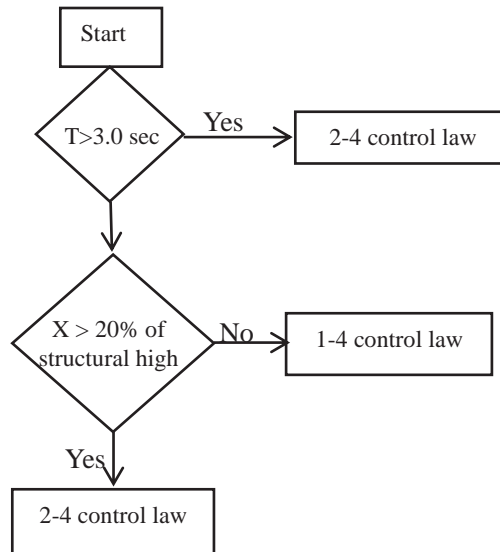 Start
T>3.0 sec
Yes
2-4 control law
X > 20% of
structural high
No
1-4 control law
Yes
2-4 control law